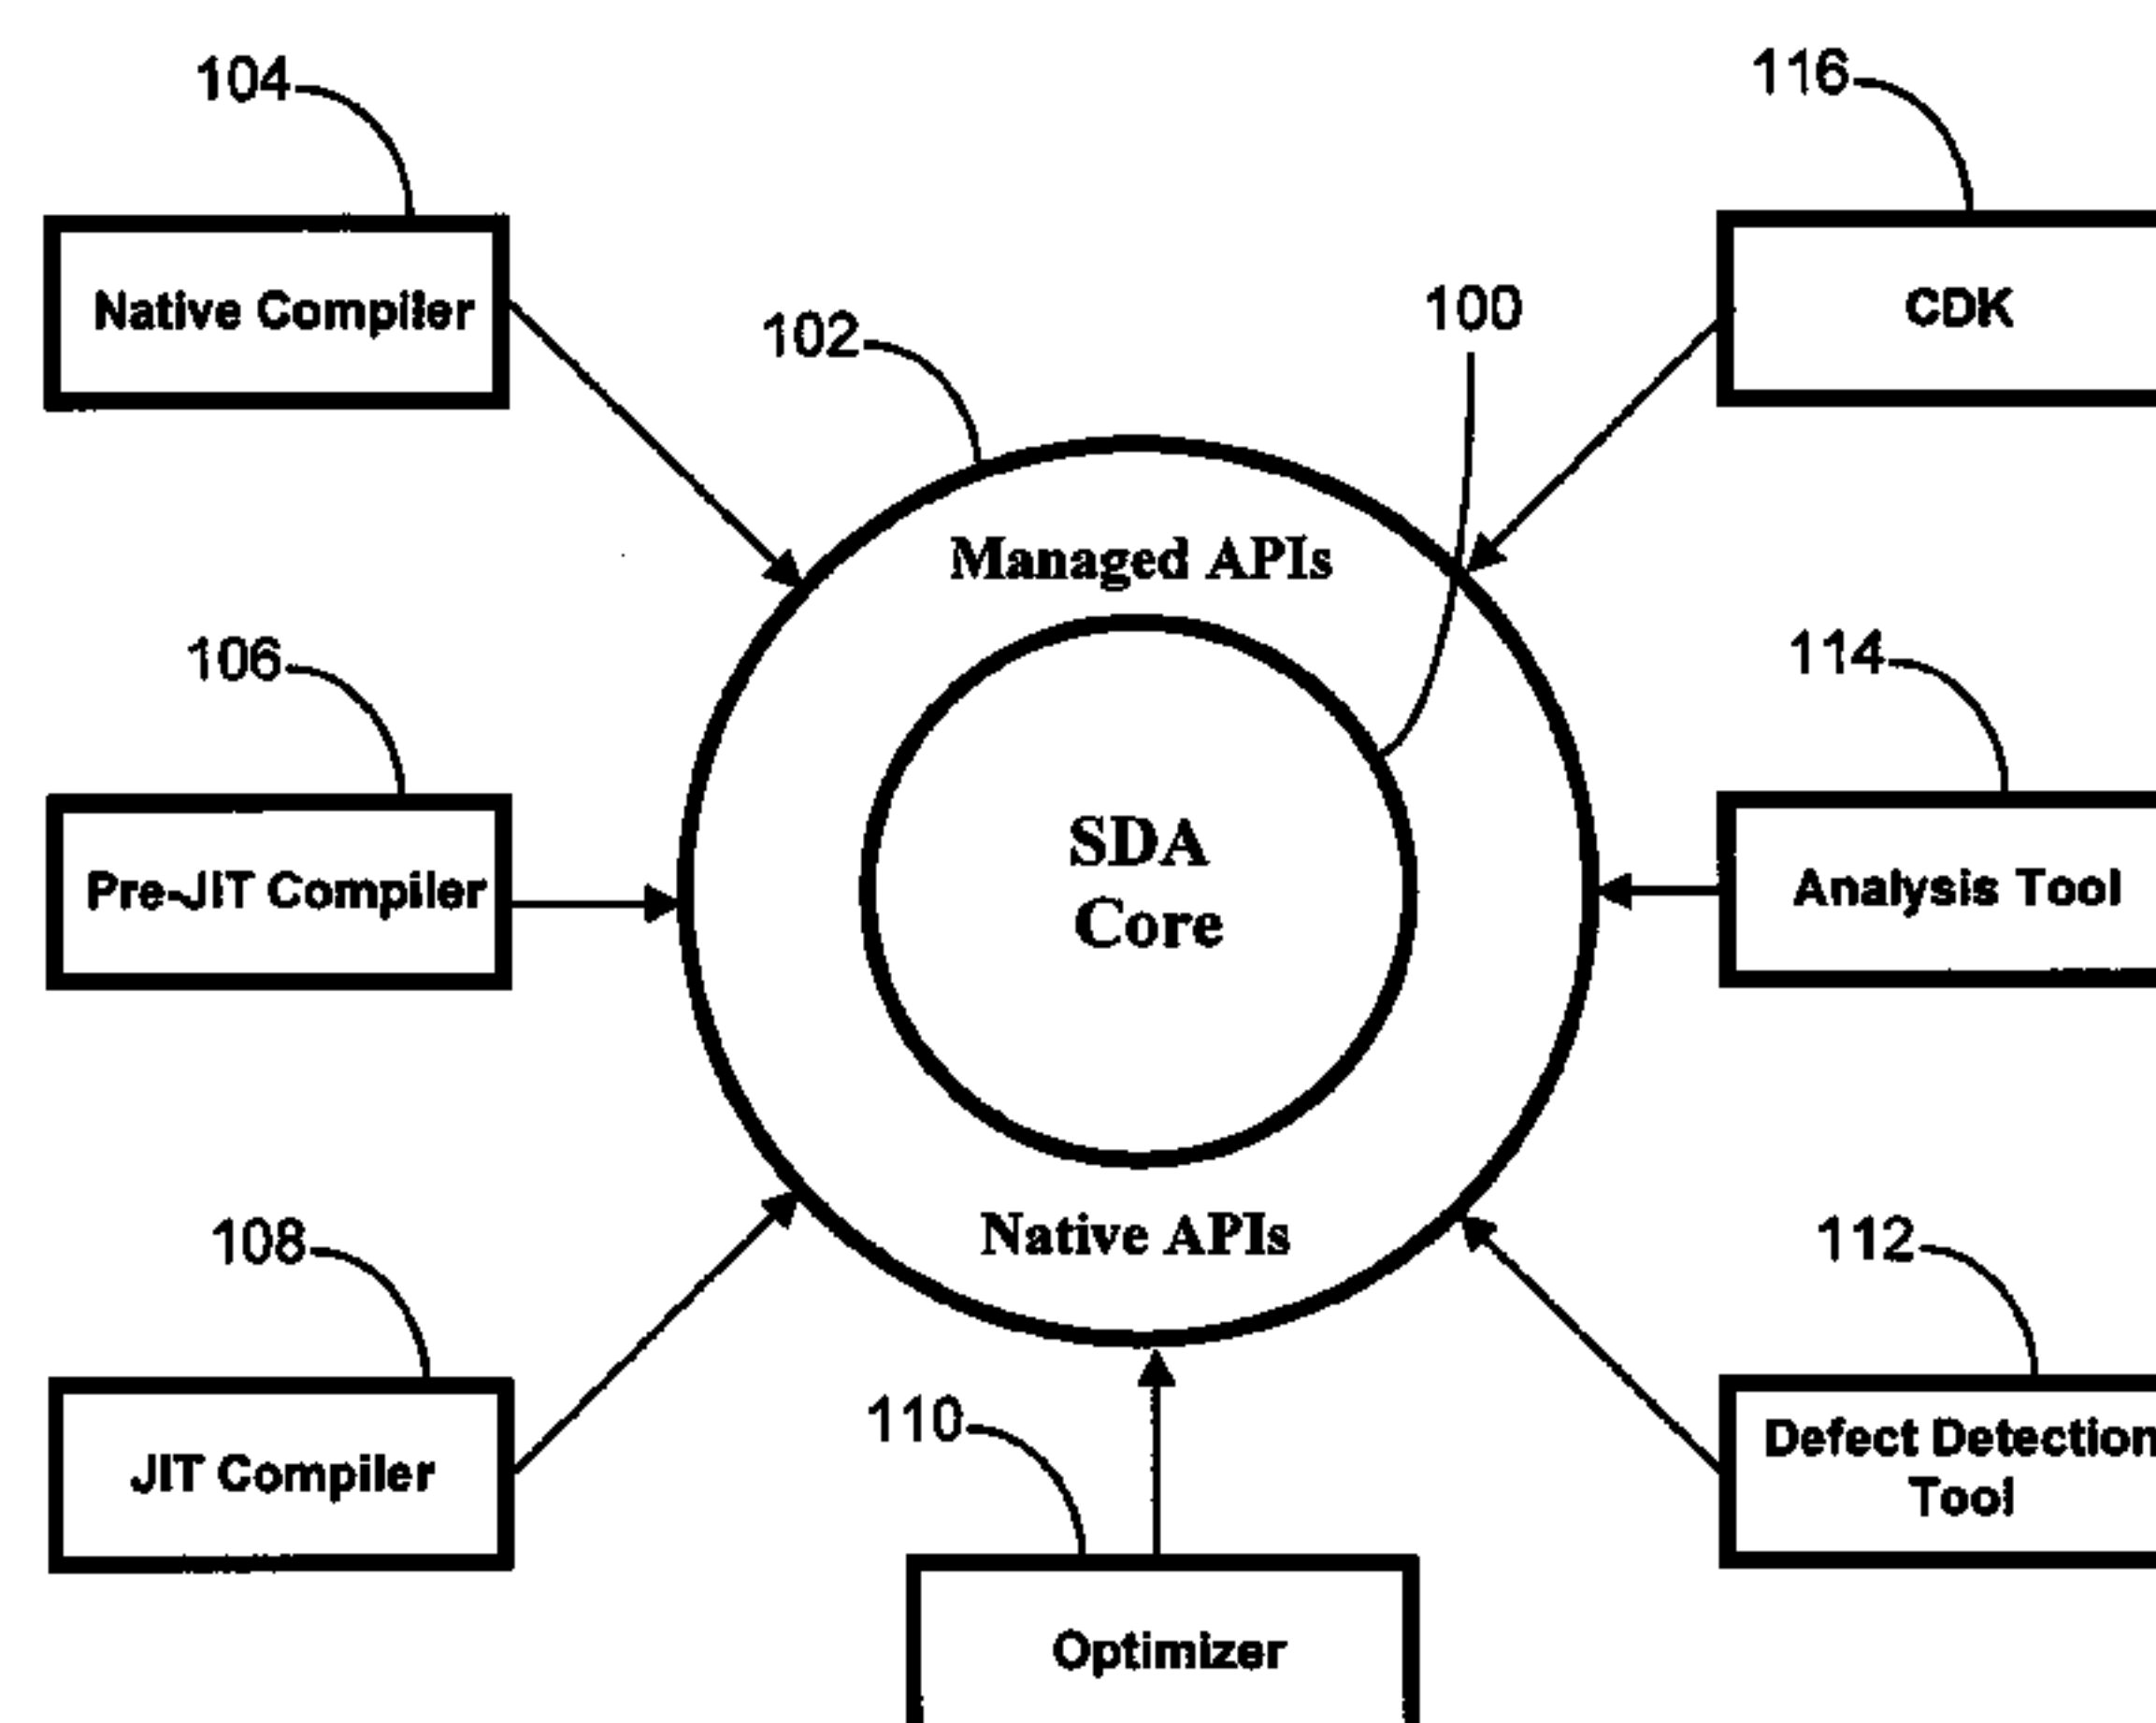 104
116
Native Compiler
102
100
CDK
Managed APIs
106
114
SDA
Core
Pre-JIT Compiler
Analysis Tool
108
Native APIs
112
110
JIT Compiler
Defect Detection
Tool
Optimizer